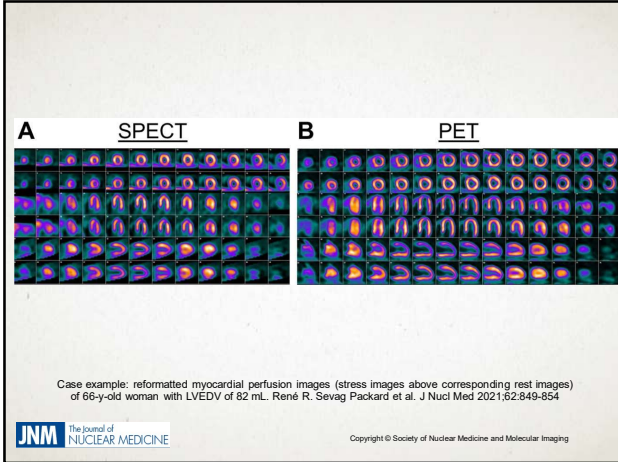 A SPECT B PET
Case example: reformatted myocardial perfusion images (stress images above corresponding rest images)
of 66-y-old woman with LVEDV of 82 mL. René R. Sevag Packard et al. J Nucl Med 2021;62:849-854
JNM The Journal of
NUCLEAR MEDICINE
Copyright © Society of Nuclear Medicine and Molecular Imaging